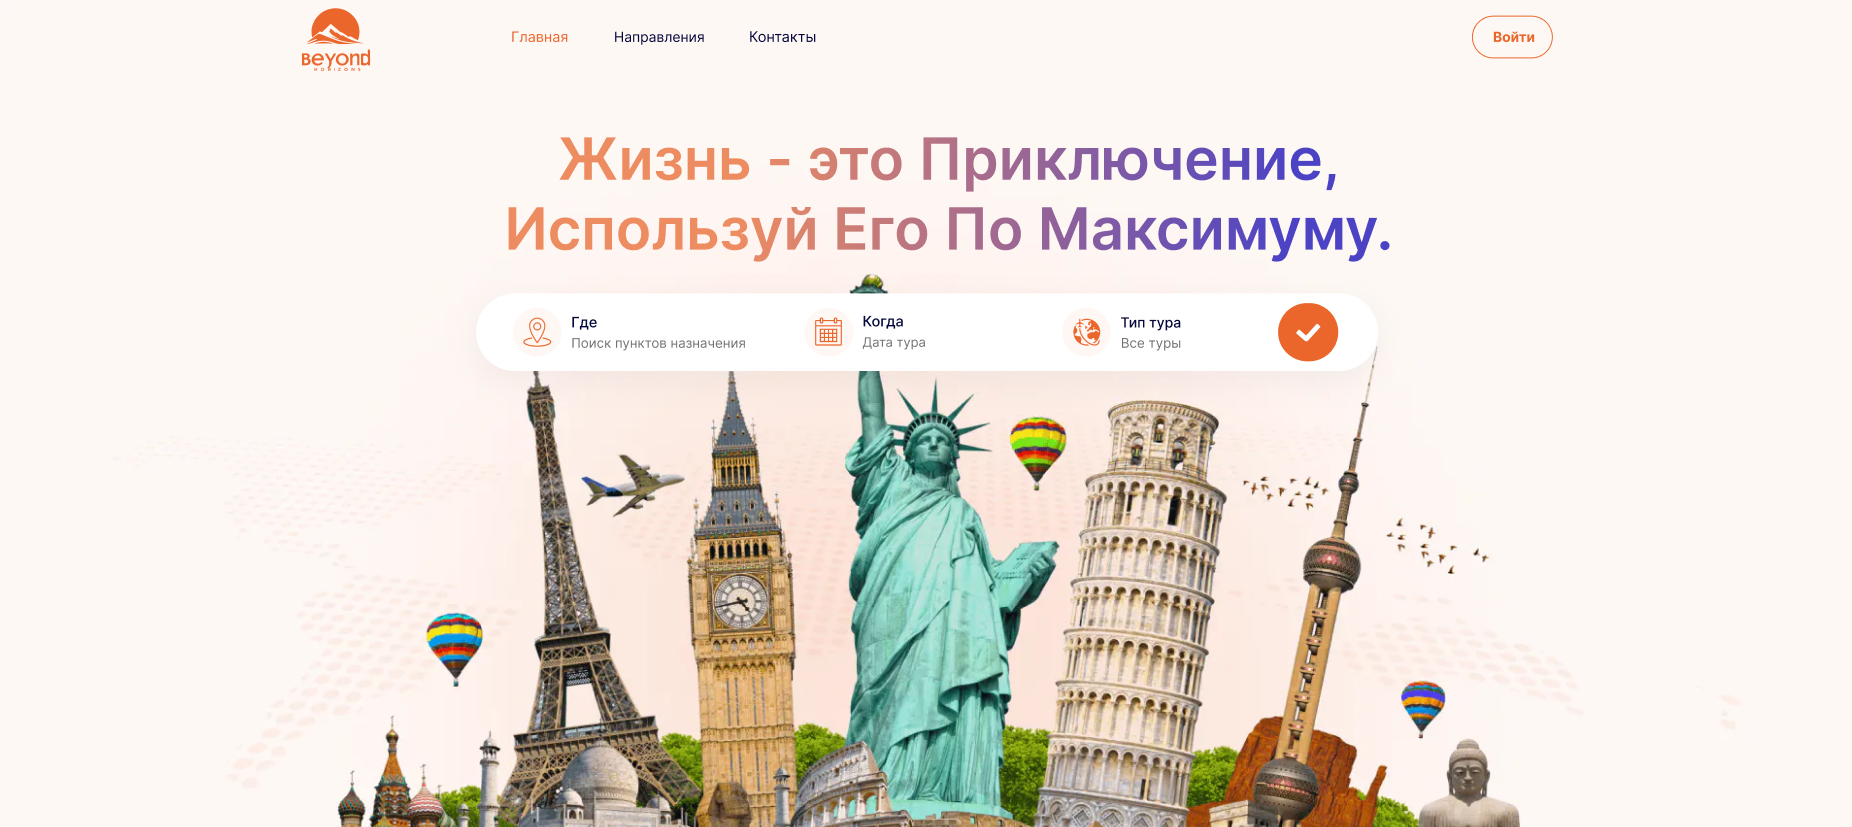 Beyond
HORIZONS
Главная
Направления
Контакты
Войти
Жизнь - это Приключение,
Используй Его По Максимуму.
Где
Поиск пунктов назначения
Когда
Дата тура
Тип тура
Все туры